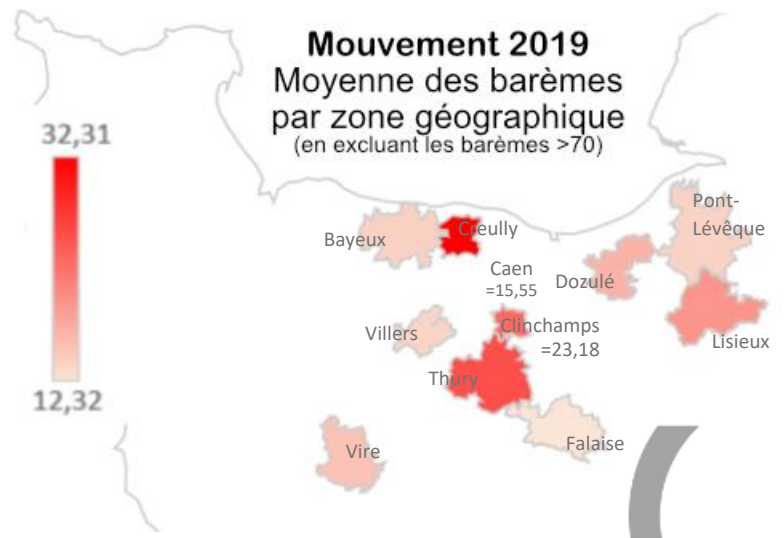 Mouvement 2019
Moyenne des barèmes
par zone géographique
(en excluant les barèmes >70)
32,31
12,32
Pont-
Lévêque
Bayeux
Creully
Caen
=15,55
Dozulé
Villers
Clinchamps
=23,18
Lisieux
Thury
Falaise
Vire